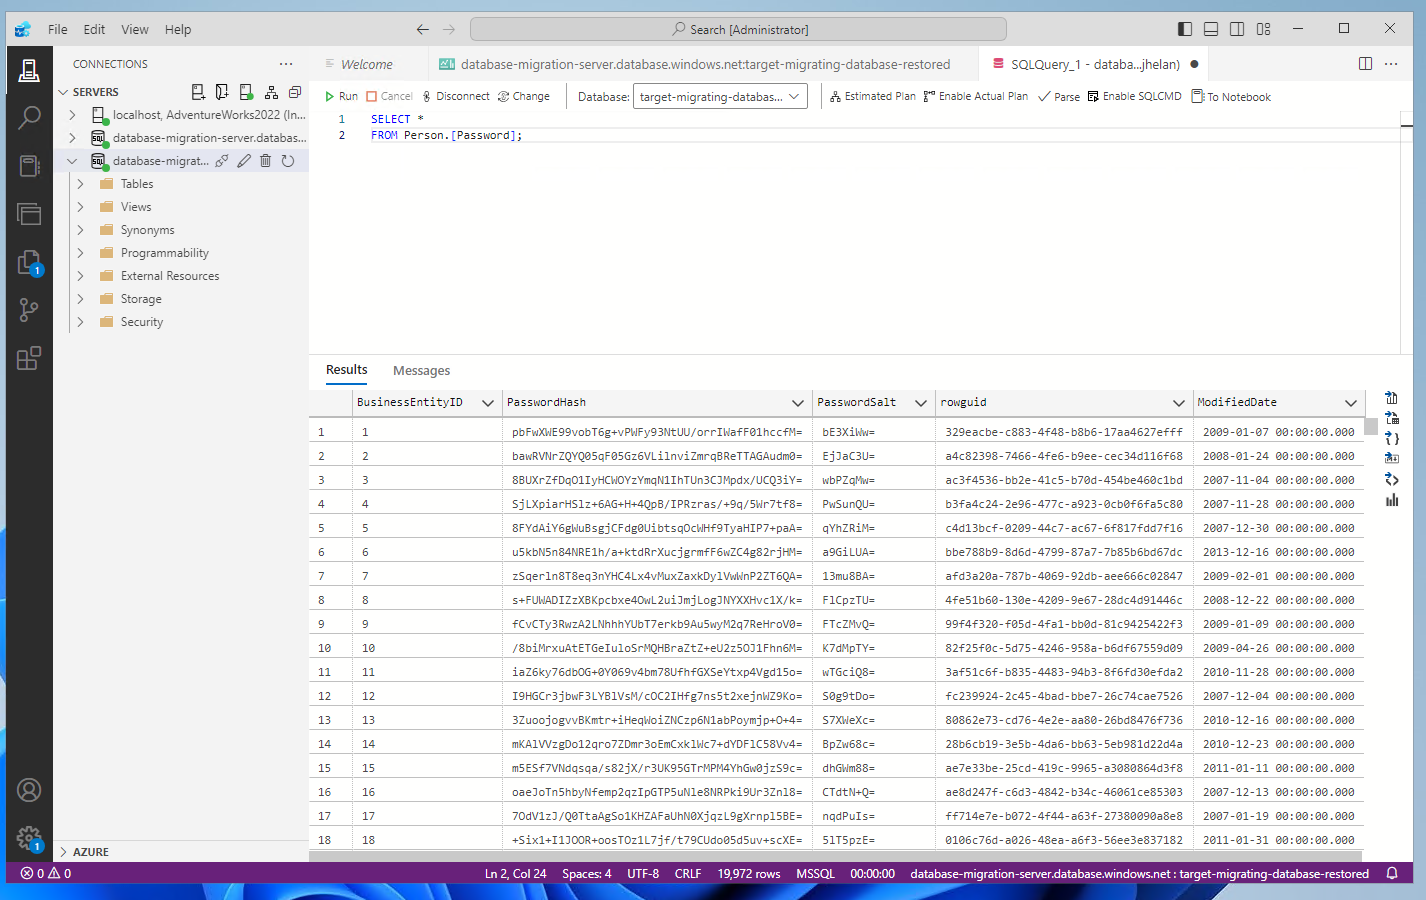 File Edit View Help
Search [Administrator]
CONNECTIONS
Welcome
database-migration-server.database.windows.net:target-migrating-database-restored
SQLQuery_1 - databa...jhelan)
SERVERS
Run Cancel Disconnect Change Database: target-migrating-databas... Estimated Plan Enable Actual Plan Parse Enable SQLCMD To Notebook
localhost, AdventureWorks2022 (In...
database-migration-server.databas...
database-migrat...
Tables
Views
Synonyms
Programmability
External Resources
Storage
Security
1 SELECT *
2 FROM Person.[Password];
1
1
AZURE
Results Messages
BusinessEntityID PasswordHash PasswordSalt rowguid ModifiedDate
1 1 pbFwXWE99vobT6g+vPWFy93NtUU/orrIWafF01hccfM= bE3XiWw= 329eacbe-c883-4f48-b8b6-17aa4627efff 2009-01-07 00:00:00.000
2 2 bawRVNrZQYQ05qF05Gz6VLilnviZmrqBReTTAGAudm0= EjJaC3U= a4c82398-7466-4fe6-b9ee-cec34d116f68 2008-01-24 00:00:00.000
3 3 8BUXrZfDqO1IyHCWOYzYmqN1IhTUn3CJMpdx/UCQ3iY= wbPZqMw= ac3f4536-bb2e-41c5-b70d-454be460c1bd 2007-11-04 00:00:00.000
4 4 SjLXpiarHSlz+6AG+H+4QpB/IPRzras/+9q/5Wr7tf8= PwSunQU= b3fa4c24-2e96-477c-a923-0cb0f6fa5c80 2007-11-28 00:00:00.000
5 5 8FYdAiY6gWuBsgjCFdg0UibtsqOcWHf9TyaHIP7+paA= qYhZRiM= c4d13bcf-0209-44c7-ac67-6f817fdd7f16 2007-12-30 00:00:00.000
6 6 u5kbN5n84NRE1h/a+ktdRrXucjgrmfF6wZC4g82rjHM= a9GiLUA= bbe788b9-8d6d-4799-87a7-7b85b6bd67dc 2013-12-16 00:00:00.000
7 7 zSqerln8T8eq3nYHC4Lx4vMuxZaxkDylVwWnP2ZT6QA= 13mu8BA= afd3a20a-787b-4069-92db-aee666c02847 2009-02-01 00:00:00.000
8 8 s+FUWADIZzXBKpcbxe4OwL2uiJmjLogJNYXXHvc1X/k= FlCpzTU= 4fe51b60-130e-4209-9e67-28dc4d91446c 2008-12-22 00:00:00.000
9 9 fCvCTy3RwzA2LNhhhYUbT7erkb9Au5wyM2q7ReHroV0= FTcZMvQ= 99f4f320-f05d-4fa1-bb0d-81c9425422f3 2009-01-09 00:00:00.000
10 10 /8biMrxuAtETGeIuloSrMQHBraZtZ+eU2z5OJ1Fhn6M= K7dMpTY= 82f25f0c-5d75-4246-958a-b6df67559d09 2009-04-26 00:00:00.000
11 11 iaZ6ky76dbOG+0Y069v4bm78UfhfGXSeYtxp4Vgd15o= wTGciQ8= 3af51c6f-b835-4483-94b3-8f6fd30efda2 2010-11-28 00:00:00.000
12 12 I9HGCr3jbwF3LYB1VsM/cOC2IHfg7ns5t2xejnWZ9Ko= S0g9tDo= fc239924-2c45-4bad-bbe7-26c74cae7526 2007-12-04 00:00:00.000
13 13 3ZuoojogvvBKmtr+iHeqWoiZNCzp6N1abPoymjp+O+4= S7XWeXc= 80862e73-cd76-4e2e-aa80-26bd8476f736 2010-12-16 00:00:00.000
14 14 mKAlVVzgDo12qro7ZDmr3oEmCxklWc7+dYDFlC58Vv4= BpZw68c= 28b6cb19-3e5b-4da6-bb63-5eb981d22d4a 2010-12-23 00:00:00.000
15 15 m5ESf7VNdqsqa/s82jX/r3UK95GTrMPM4YhGw0jzS9c= dhGWm88= ae7e33be-25cd-419c-9965-a3080864d3f8 2011-01-11 00:00:00.000
16 16 oaeJoTn5hbyNfemp2qzIpGTP5uNle8NRPki9Ur3Znl8= CTdtN+Q= ae8d247f-c6d3-4842-b34c-46061ce85303 2007-12-13 00:00:00.000
17 17 7OdV1zJ/Q0TtaAgSo1KHZAFaUhN0XjqzL9gXrnpl5BE= nqdPuIs= ff714e7e-b072-4f44-a63f-27380090a8e8 2007-01-19 00:00:00.000
18 18 +Six1+I1JOOR+oosTOz1L7jf/t79CUdo05d5uv+scXE= 5lT5pzE= 0106c76d-a026-48ea-a6f3-56ee3e837182 2011-01-31 00:00:00.000
0 0 Ln 2, Col 24 Spaces: 4 UTF-8 CRLF 19,972 rows MSSQL 00:00:00 database-migration-server.database.windows.net : target-migrating-database-restored